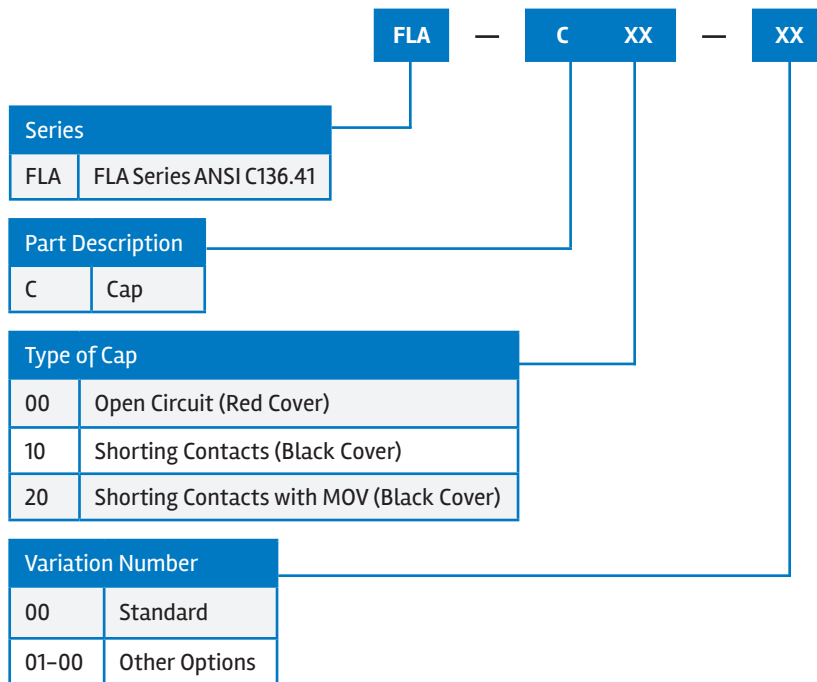 FLA — C XX — XX
Series
FLA FLA Series ANSI C136.41
Part Description
C Cap
Type of Cap
00 Open Circuit (Red Cover)
10 Shorting Contacts (Black Cover)
20 Shorting Contacts with MOV (Black Cover)
Variation Number
00 Standard
01-00 Other Options